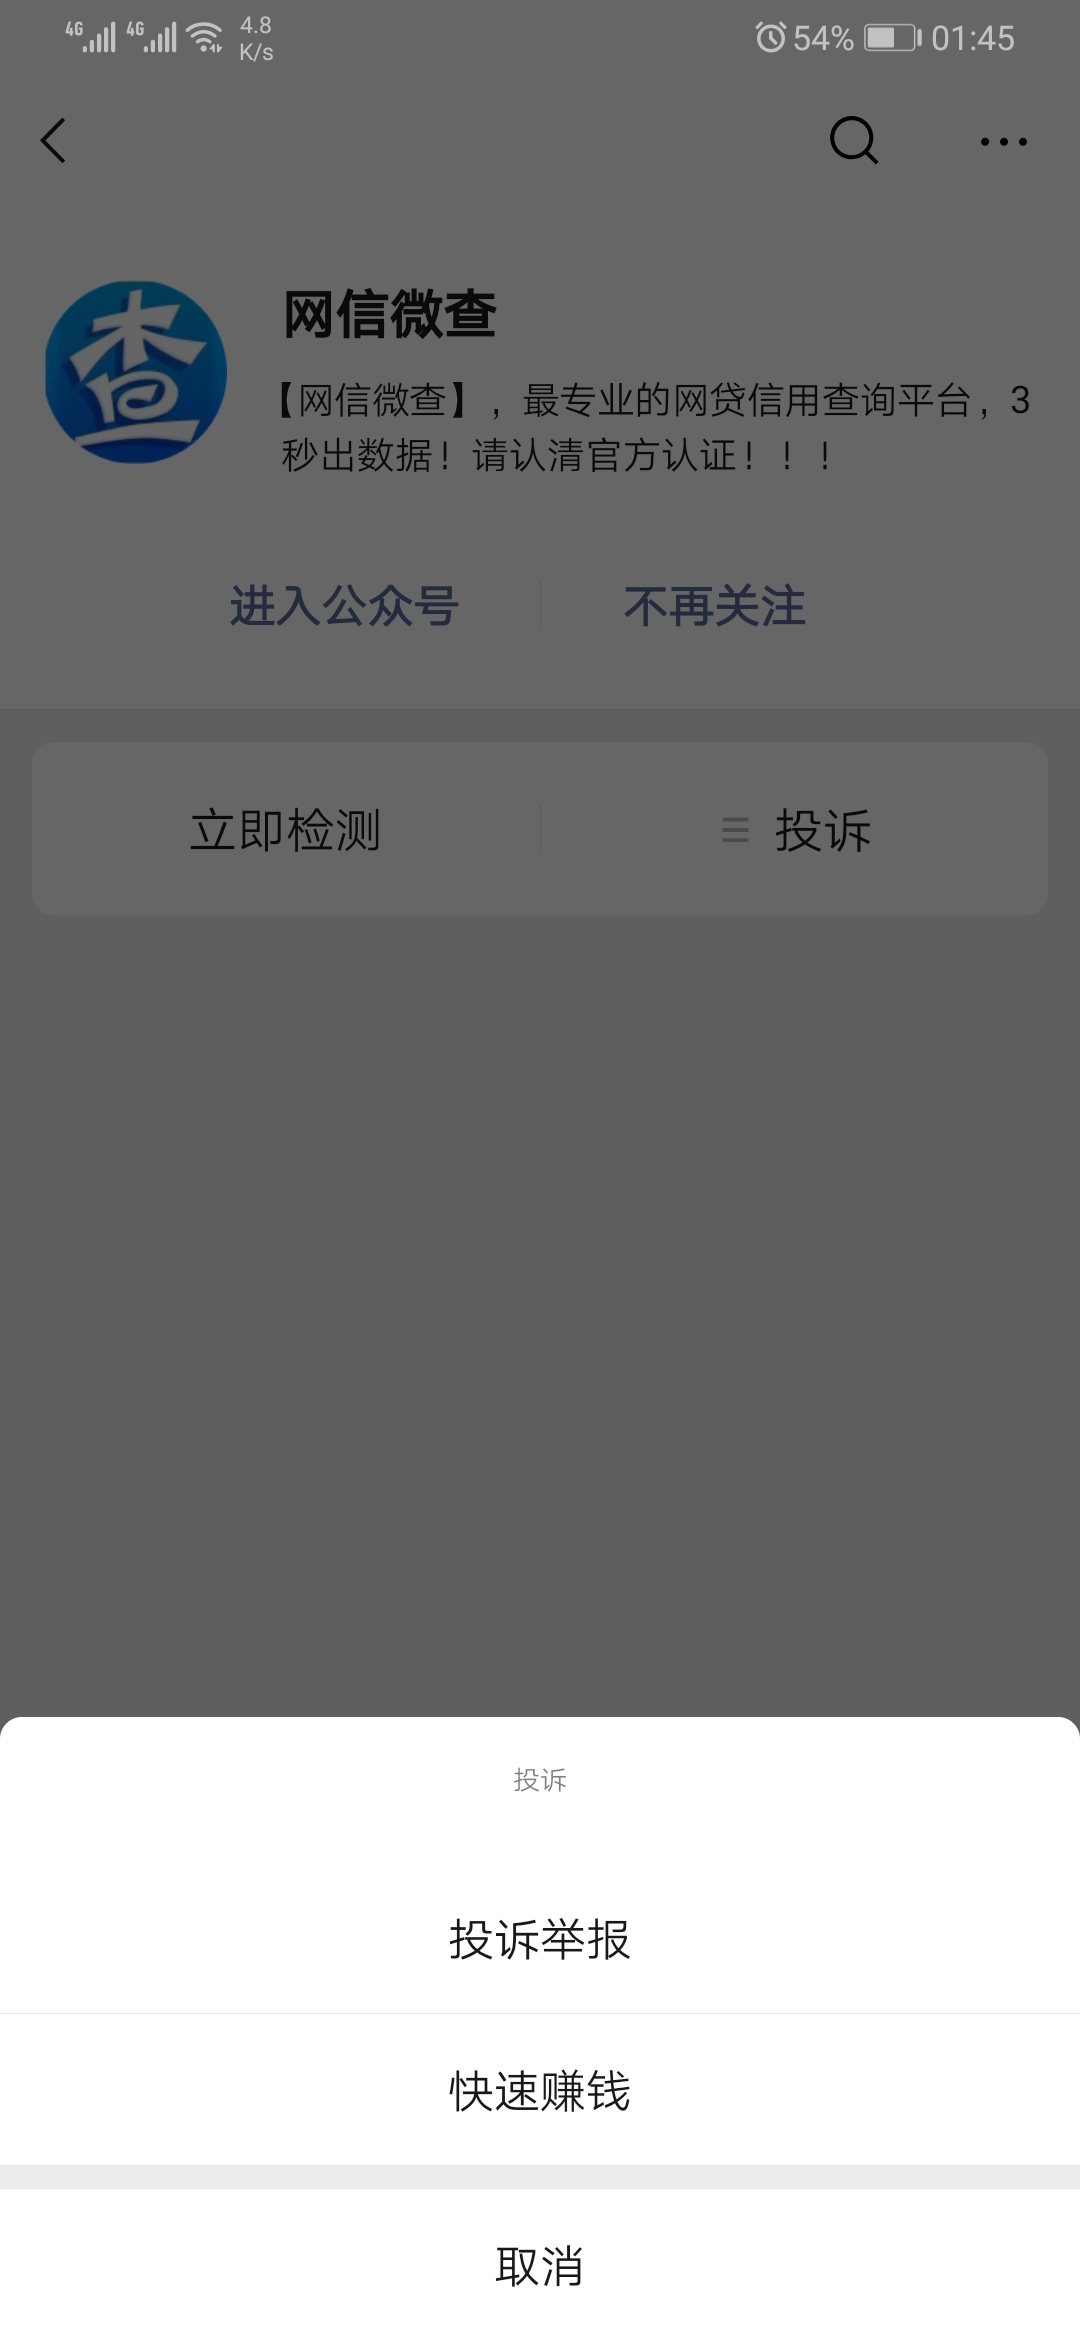 4G 4G 4.8 K/s 54% 01:45
查
网信微查
【网信微查】，最专业的网贷信用查询平台，3
秒出数据！请认清官方认证！！！
进入公众号 不再关注
立即检测 投诉
投诉
投诉举报
快速赚钱
取消